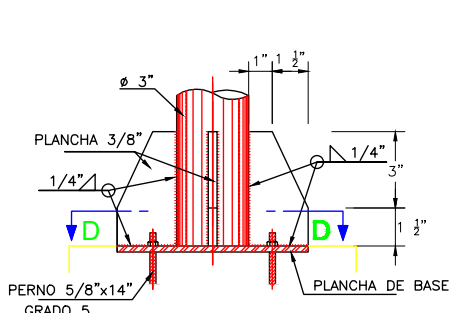 1" 1 ½"
ø 3"
PLANCHA 3/8"
1/4"
1/4"
3"
D
D
1 ½"
PERNO 5/8"x14"
GRADO 5
PLANCHA DE BASE